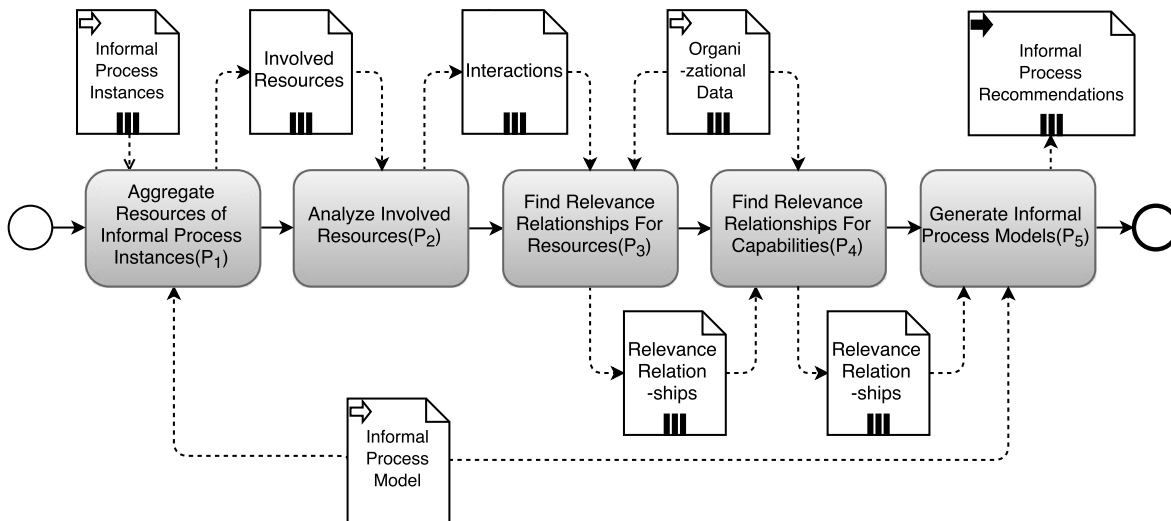 Informal
Process
Instances
Involved
Resources
Interactions
Organi
-zational
Data
Informal
Process
Recommendations
Aggregate
Resources of
Informal Process
Instances(P1)
Analyze Involved
Resources(P2)
Find Relevance
Relationships For
Resources(P3)
Find Relevance
Relationships For
Capabilities(P4)
Generate Informal
Process Models(P5)
Relevance
Relation
-ships
Relevance
Relation
-ships
Informal
Process
Model